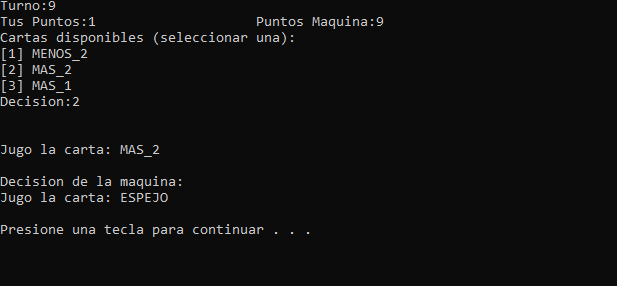 Turno:9
Tus Puntos:1 Puntos Maquina:9
Cartas disponibles (seleccionar una):
[1] MENOS_2
[2] MAS_2
[3] MAS_1
Decision:2
Jugo la carta: MAS_2
Decision de la maquina:
Jugo la carta: ESPEJO
Presione una tecla para continuar . . .